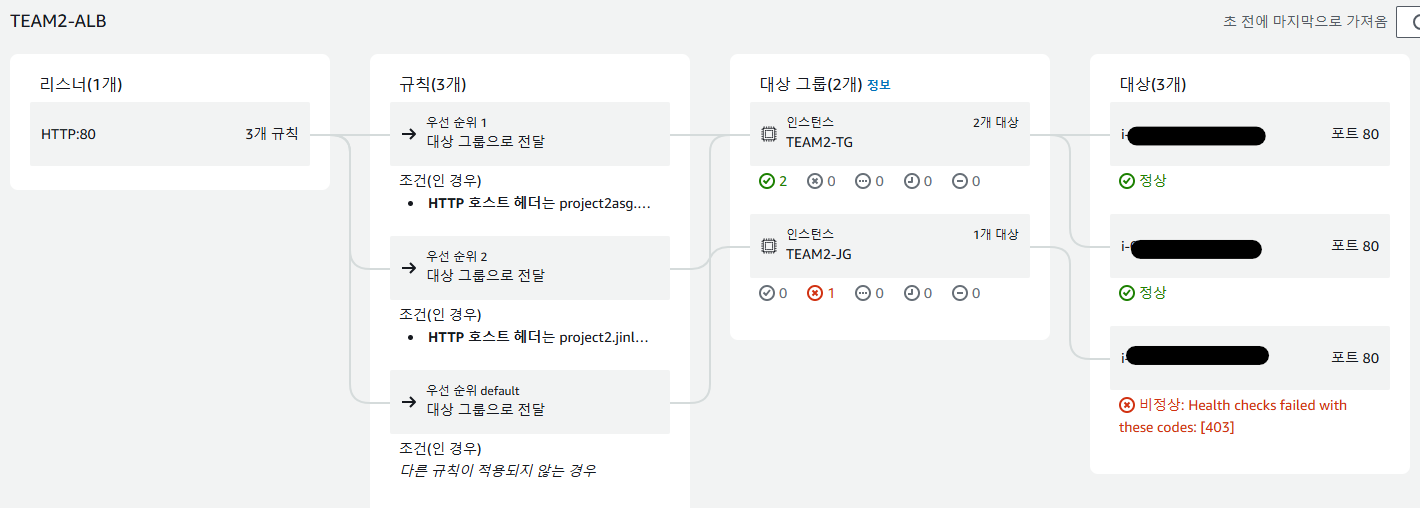 TEAM2-ALB
초 전에 마지막으로 가져옴
리스너(1개)
HTTP:80
3개 규칙
규칙(3개)
우선 순위 1
대상 그룹으로 전달
조건(인 경우)
HTTP 호스트 헤더는 project2asg.…
우선 순위 2
대상 그룹으로 전달
조건(인 경우)
HTTP 호스트 헤더는 project2.jinl…
우선 순위 default
대상 그룹으로 전달
조건(인 경우)
다른 규칙이 적용되지 않는 경우
대상 그룹(2개) 정보
인스턴스
2개 대상
TEAM2-TG
2 0 0 0 0
인스턴스
1개 대상
TEAM2-JG
0 1 0 0 0
대상(3개)
i-
포트 80
정상
i-
포트 80
정상
i-
포트 80
비정상: Health checks failed with
these codes: [403]